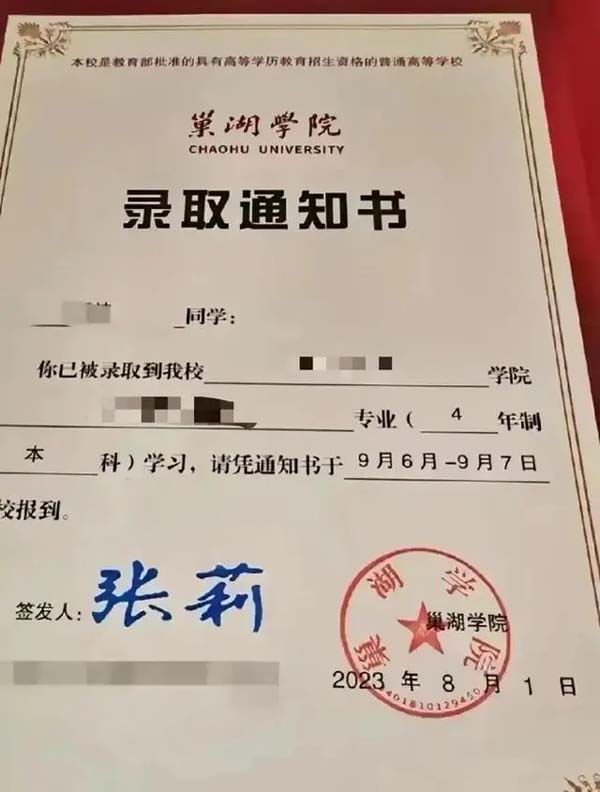 本校是教育部批准的具有高等学历教育招生资格的普通高等学校
巢湖学院
CHAOHU UNIVERSITY
录取通知书
同学：
你已被录取到我校 学院
专业（4年制
本科）学习，请凭通知书于9月6月-9月7日
校报到。
签发人：张莉
巢湖学院
巢湖学院
2023 年 8 月 1 日